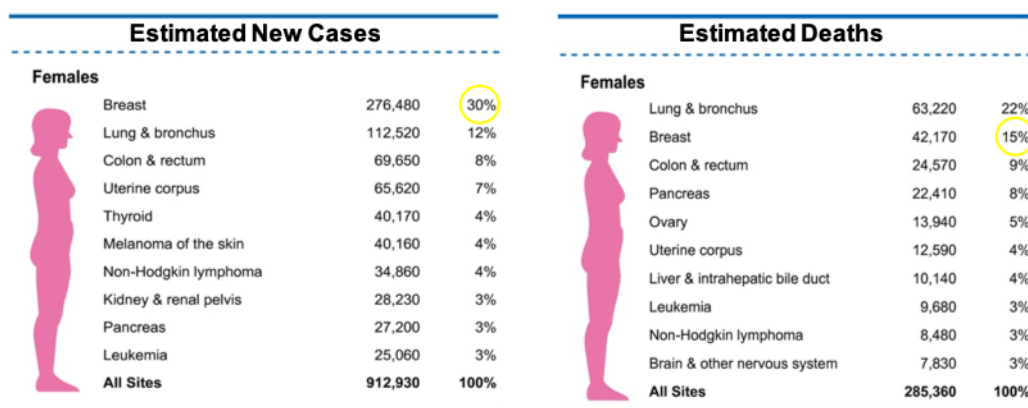 Estimated New Cases
Females
Breast 276,480 30%
Lung & bronchus 112,520 12%
Colon & rectum 69,650 8%
Uterine corpus 65,620 7%
Thyroid 40,170 4%
Melanoma of the skin 40,160 4%
Non-Hodgkin lymphoma 34,860 4%
Kidney & renal pelvis 28,230 3%
Pancreas 27,200 3%
Leukemia 25,060 3%
All Sites 912,930 100%
Estimated Deaths
Females
Lung & bronchus 63,220 22%
Breast 42,170 15%
Colon & rectum 24,570 9%
Pancreas 22,410 8%
Ovary 13,940 5%
Uterine corpus 12,590 4%
Liver & intrahepatic bile duct 10,140 4%
Leukemia 9,680 3%
Non-Hodgkin lymphoma 8,480 3%
Brain & other nervous system 7,830 3%
All Sites 285,360 100%